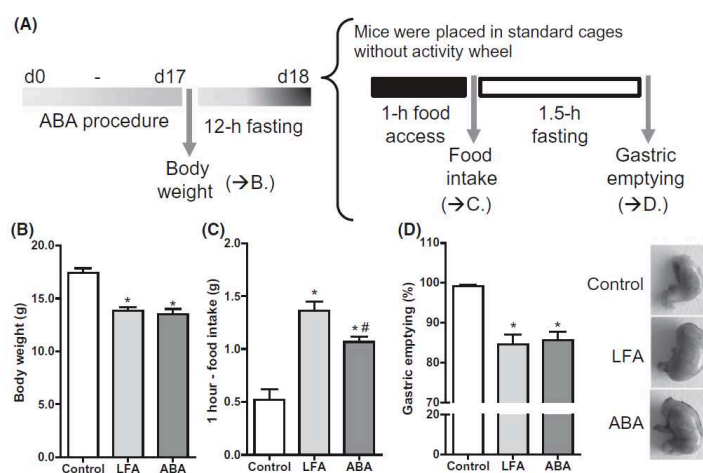 (A)
Mice were placed in standard cages
without activity wheel
d0 - d17 d18
ABA procedure
12-h fasting
1-h food
access
1.5-h
fasting
Body
weight
(→B.)
Food
intake
(→C.)
Gastric
emptying
(→D.)
(B)
Body weight (g)
20.0
15.0
10.0
5.0
0.0
*
*
Control LFA ABA
(C)
1 hour - food intake (g)
2.0
1.5
1.0
0.5
0.0
*
* #
Control LFA ABA
(D)
Gastric emptying (%)
110
100
90
80
70
20
0
*
*
Control LFA ABA
Control
LFA
ABA